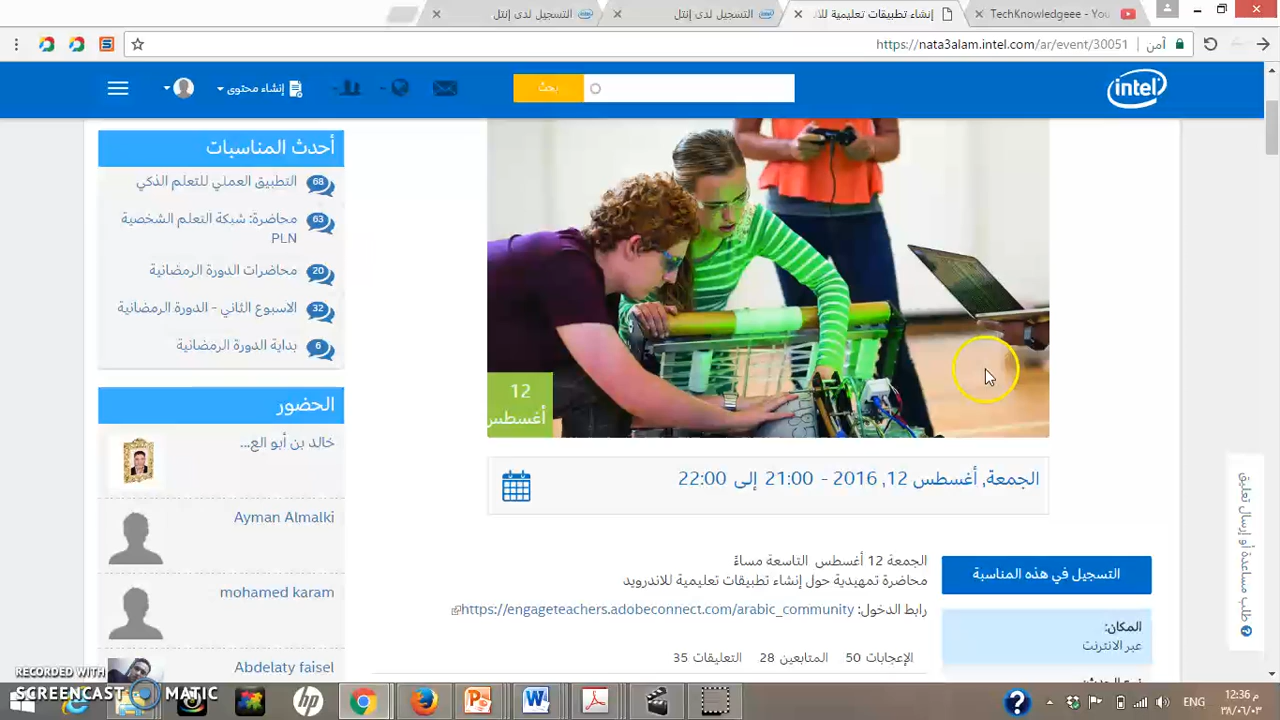 التسجيل لدى إنتل
التسجيل لدى إنتل
إنشاء تطبيقات تعليمية للا
TechKnowledgeee - You
آمن
https://nata3alam.intel.com/ar/event/30051
إنشاء محتوى
بحث
intel
أحدث المناسبات
68
التطبيق العملي للتعلم الذكي
63
محاضرة: شبكة التعلم الشخصية
PLN
20
محاضرات الدورة الرمضانية
32
الاسبوع الثاني - الدورة الرمضانية
6
بداية الدورة الرمضانية
الحضور
خالد بن أبو الع...
Ayman Almalki
mohamed karam
Abdelaty faisel
12
أغسطس
الجمعة, أغسطس 12, 2016 - 21:00 إلى 22:00
الجمعة 12 أغسطس التاسعة مساءً
محاضرة تمهيدية حول إنشاء تطبيقات تعليمية للاندرويد
رابط الدخول: https://engageteachers.adobeconnect.com/arabic_community
الإعجابات 50 المتابعين 28 التعليقات 35
التسجيل في هذه المناسبة
المكان:
عبر الانترنت
طلب مساعدة أو إرسال تعليق
RECORDED WITH
SCREENCAST MATIC
hp
ENG
12:36 م
٣٨/٠٦/٠٣